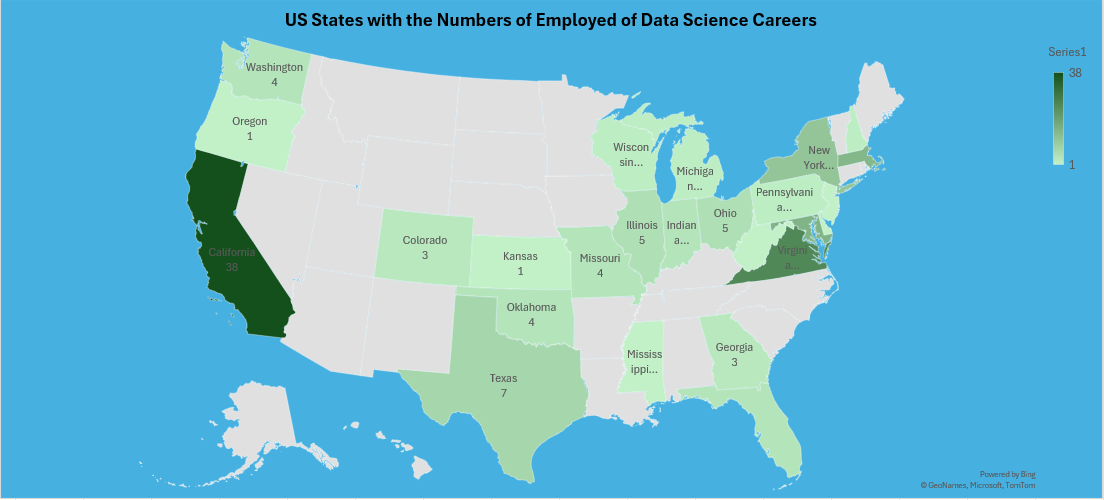 US States with the Numbers of Employed of Data Science Careers
Series1
38
1
Washington
4
Oregon
1
California
38
Colorado
3
Kansas
1
Oklahoma
4
Texas
7
Missouri
4
Wiscon
sin...
Michiga
n...
Illinois
5
Indian
a...
Ohio
5
New
York...
Pennsylvani
a...
Virgini
a...
Mississ
ippi...
Georgia
3
Powered by Bing
© GeoNames, Microsoft, TomTom